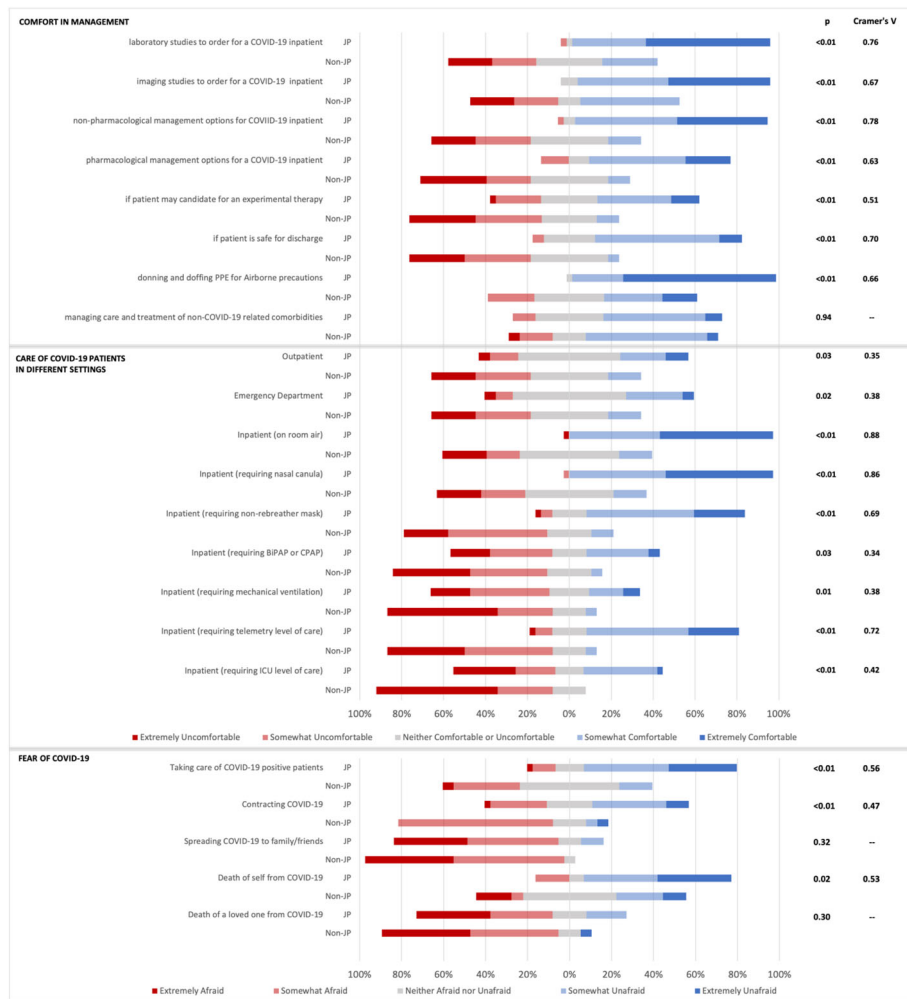 COMFORT IN MANAGEMENT p Cramer's V
laboratory studies to order for a COVID-19 inpatient JP <0.01 0.76
Non-JP
imaging studies to order for a COVID-19 inpatient JP <0.01 0.67
Non-JP
non-pharmacological management options for COVIID-19 inpatient JP <0.01 0.78
Non-JP
pharmacological management options for a COVID-19 inpatient JP <0.01 0.63
Non-JP
if patient may candidate for an experimental therapy JP <0.01 0.51
Non-JP
if patient is safe for discharge JP <0.01 0.70
Non-JP
donning and doffing PPE for Airborne precautions JP <0.01 0.66
Non-JP
managing care and treatment of non-COVID-19 related comorbidities JP 0.94 --
Non-JP
CARE OF COVID-19 PATIENTS
IN DIFFERENT SETTINGS
Outpatient JP 0.03 0.35
Non-JP
Emergency Department JP 0.02 0.38
Non-JP
Inpatient (on room air) JP <0.01 0.88
Non-JP
Inpatient (requiring nasal canula) JP <0.01 0.86
Non-JP
Inpatient (requiring non-rebreather mask) JP <0.01 0.69
Non-JP
Inpatient (requiring BiPAP or CPAP) JP 0.03 0.34
Non-JP
Inpatient (requiring mechanical ventilation) JP 0.01 0.38
Non-JP
Inpatient (requiring telemetry level of care) JP <0.01 0.72
Non-JP
Inpatient (requiring ICU level of care) JP <0.01 0.42
Non-JP
100% 80% 60% 40% 20% 0% 20% 40% 60% 80% 100%
Extremely Uncomfortable Somewhat Uncomfortable Neither Comfortable or Uncomfortable Somewhat Comfortable Extremely Comfortable
FEAR OF COVID-19
Taking care of COVID-19 positive patients JP <0.01 0.56
Non-JP
Contracting COVID-19 JP <0.01 0.47
Non-JP
Spreading COVID-19 to family/friends JP 0.32 --
Non-JP
Death of self from COVID-19 JP 0.02 0.53
Non-JP
Death of a loved one from COVID-19 JP 0.30 --
Non-JP
100% 80% 60% 40% 20% 0% 20% 40% 60% 80% 100%
Extremely Afraid Somewhat Afraid Neither Afraid nor Unafraid Somewhat Unafraid Extremely Unafraid